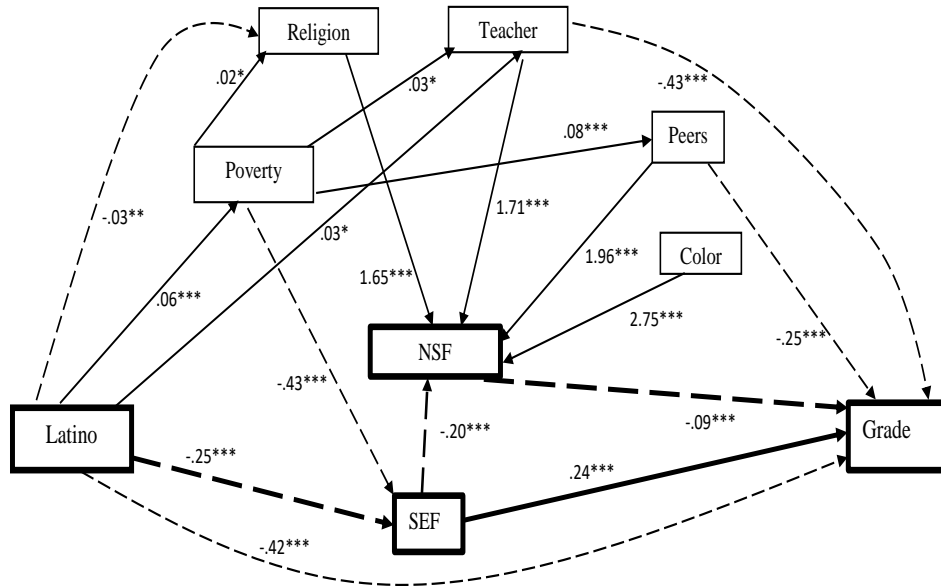 Religion
Teacher
.02*
.03*
-.43***
.08***
Peers
Poverty
-.03**
1.71***
.03*
1.96***
Color
1.65***
.06***
2.75***
NSF
-.25***
-.43***
Latino
-.20***
-.09***
Grade
-.25***
.24***
SEF
-.42***